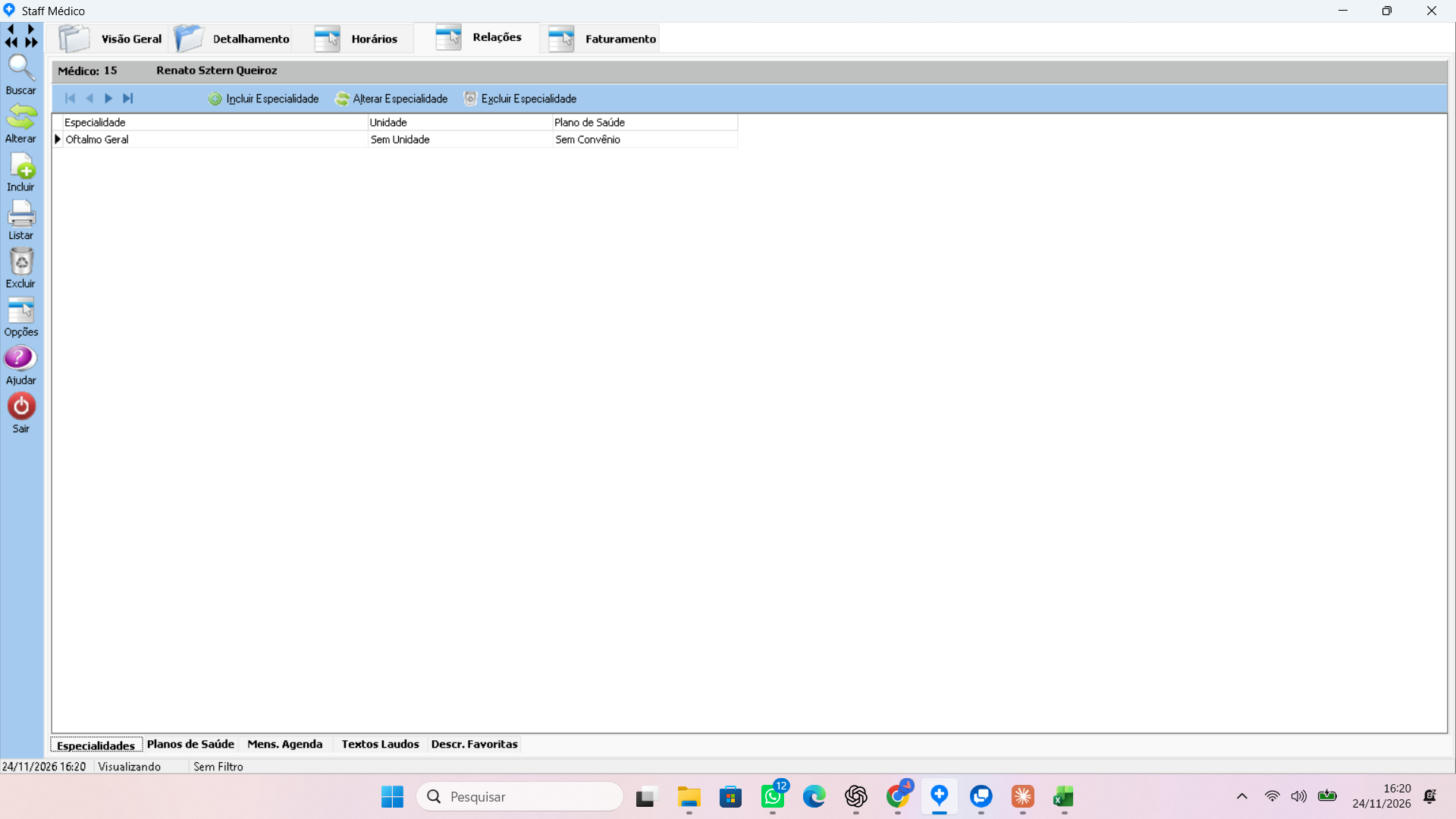 Staff Médico
Visão Geral Detalhamento Horários Relações Faturamento
Médico: 15 Renato Sztern Queiroz
Buscar
Incluir Especialidade Alterar Especialidade Excluir Especialidade
Especialidade Unidade Plano de Saúde
Oftalmo Geral Sem Unidade Sem Convênio
Alterar
Incluir
Listar
Excluir
Opções
Ajudar
Sair
Especialidades Planos de Saúde Mens. Agenda Textos Laudos Descr. Favoritas
24/11/2026 16:20 Visualizando Sem Filtro
Pesquisar
12
16:20
24/11/2026